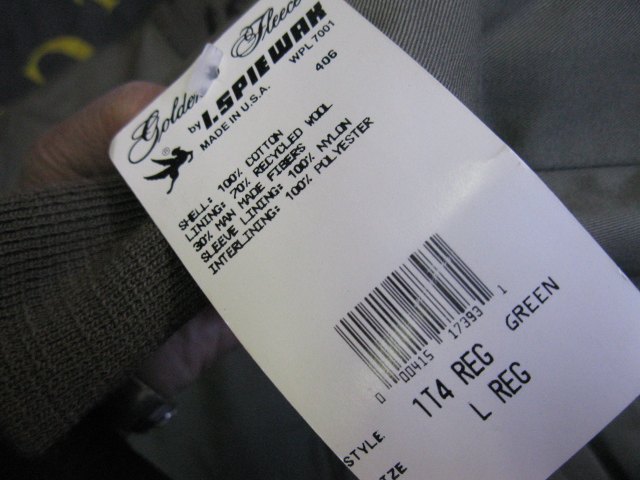 Golden Fleece
by I.SPIEWAK
MADE IN U.S.A. WPL 7001
406
®
SHELL: 100% COTTON
LINING: 70% RECYCLED WOOL
30% MAN MADE FIBERS
SLEEVE LINING: 100% NYLON
INTERLINING: 100% POLYESTER
0 00415 17393 1
STYLE 1T4 REG GREEN
IZE L REG